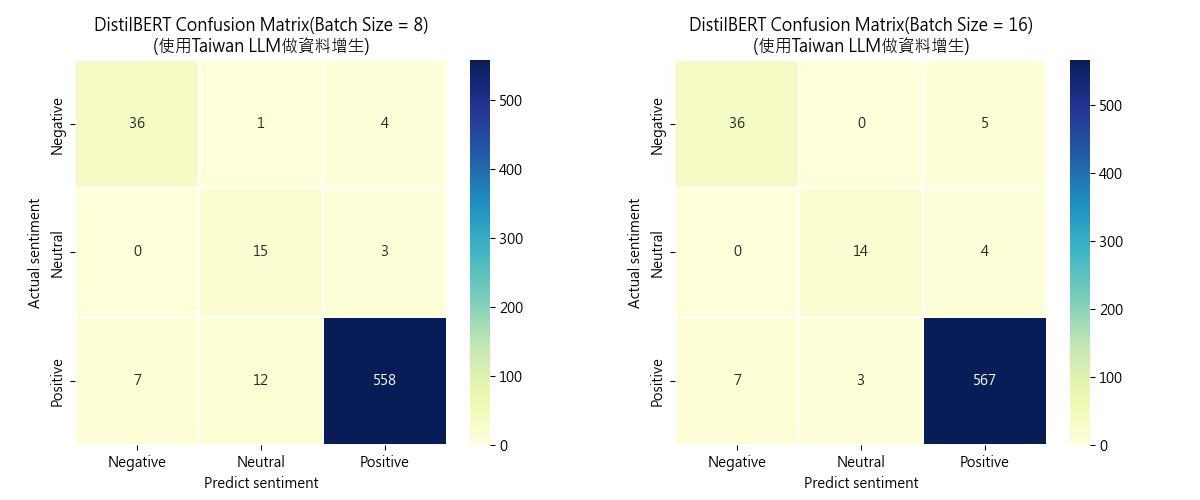 DistilBERT Confusion Matrix(Batch Size = 8)
(使用Taiwan LLM做資料增生)
Actual sentiment
Negative
36
1
4
Neutral
0
15
3
Positive
7
12
558
Negative
Neutral
Positive
Predict sentiment
500
400
300
200
100
0
DistilBERT Confusion Matrix(Batch Size = 16)
(使用Taiwan LLM做資料增生)
Actual sentiment
Negative
36
0
5
Neutral
0
14
4
Positive
7
3
567
Negative
Neutral
Positive
Predict sentiment
500
400
300
200
100
0